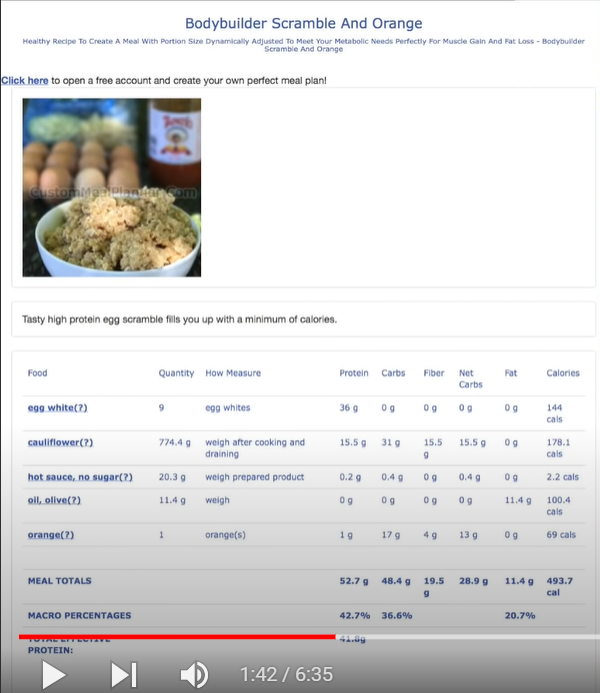 Bodybuilder Scramble And Orange
Healthy Recipe To Create A Meal With Portion Size Dynamically Adjusted To Meet Your Metabolic Needs Perfectly For Muscle Gain And Fat Loss - Bodybuilder
Scramble And Orange
Click here to open a free account and create your own perfect meal plan!
CustomMealPlanner.com
Tasty high protein egg scramble fills you up with a minimum of calories.
Food Quantity How Measure Protein Carbs Fiber Net Carbs Fat Calories
egg white(?) 9 egg whites 36 g 0 g 0 g 0 g 0 g 144 cals
cauliflower(?) 774.4 g weigh after cooking and draining 15.5 g 31 g 15.5 g 15.5 g 0 g 178.1 cals
hot sauce, no sugar(?) 20.3 g weigh prepared product 0.2 g 0.4 g 0 g 0.4 g 0 g 2.2 cals
oil, olive(?) 11.4 g weigh 0 g 0 g 0 g 0 g 11.4 g 100.4 cals
orange(?) 1 orange(s) 1 g 17 g 4 g 13 g 0 g 69 cals
MEAL TOTALS 52.7 g 48.4 g 19.5 g 28.9 g 11.4 g 493.7 cal
MACRO PERCENTAGES 42.7% 36.6% 20.7%
TOTAL EFFECTIVE PROTEIN: 41.8g
1:42 / 6:35